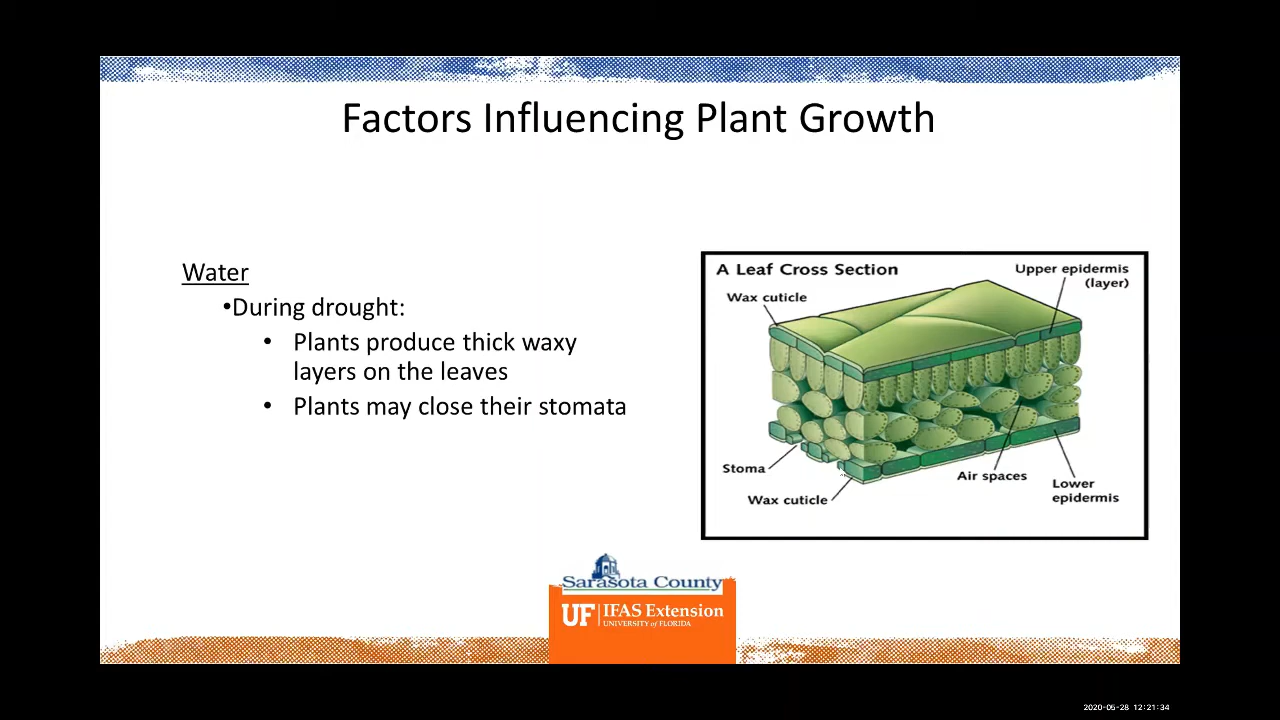 Factors Influencing Plant Growth
Water
•During drought:
• Plants produce thick waxy
layers on the leaves
• Plants may close their stomata
A Leaf Cross Section
Upper epidermis
(layer)
Wax cuticle
Stoma
Wax cuticle
Air spaces
Lower
epidermis
Sarasota County
UF IFAS Extension
UNIVERSITY of FLORIDA
2020-05-28 12:21:34